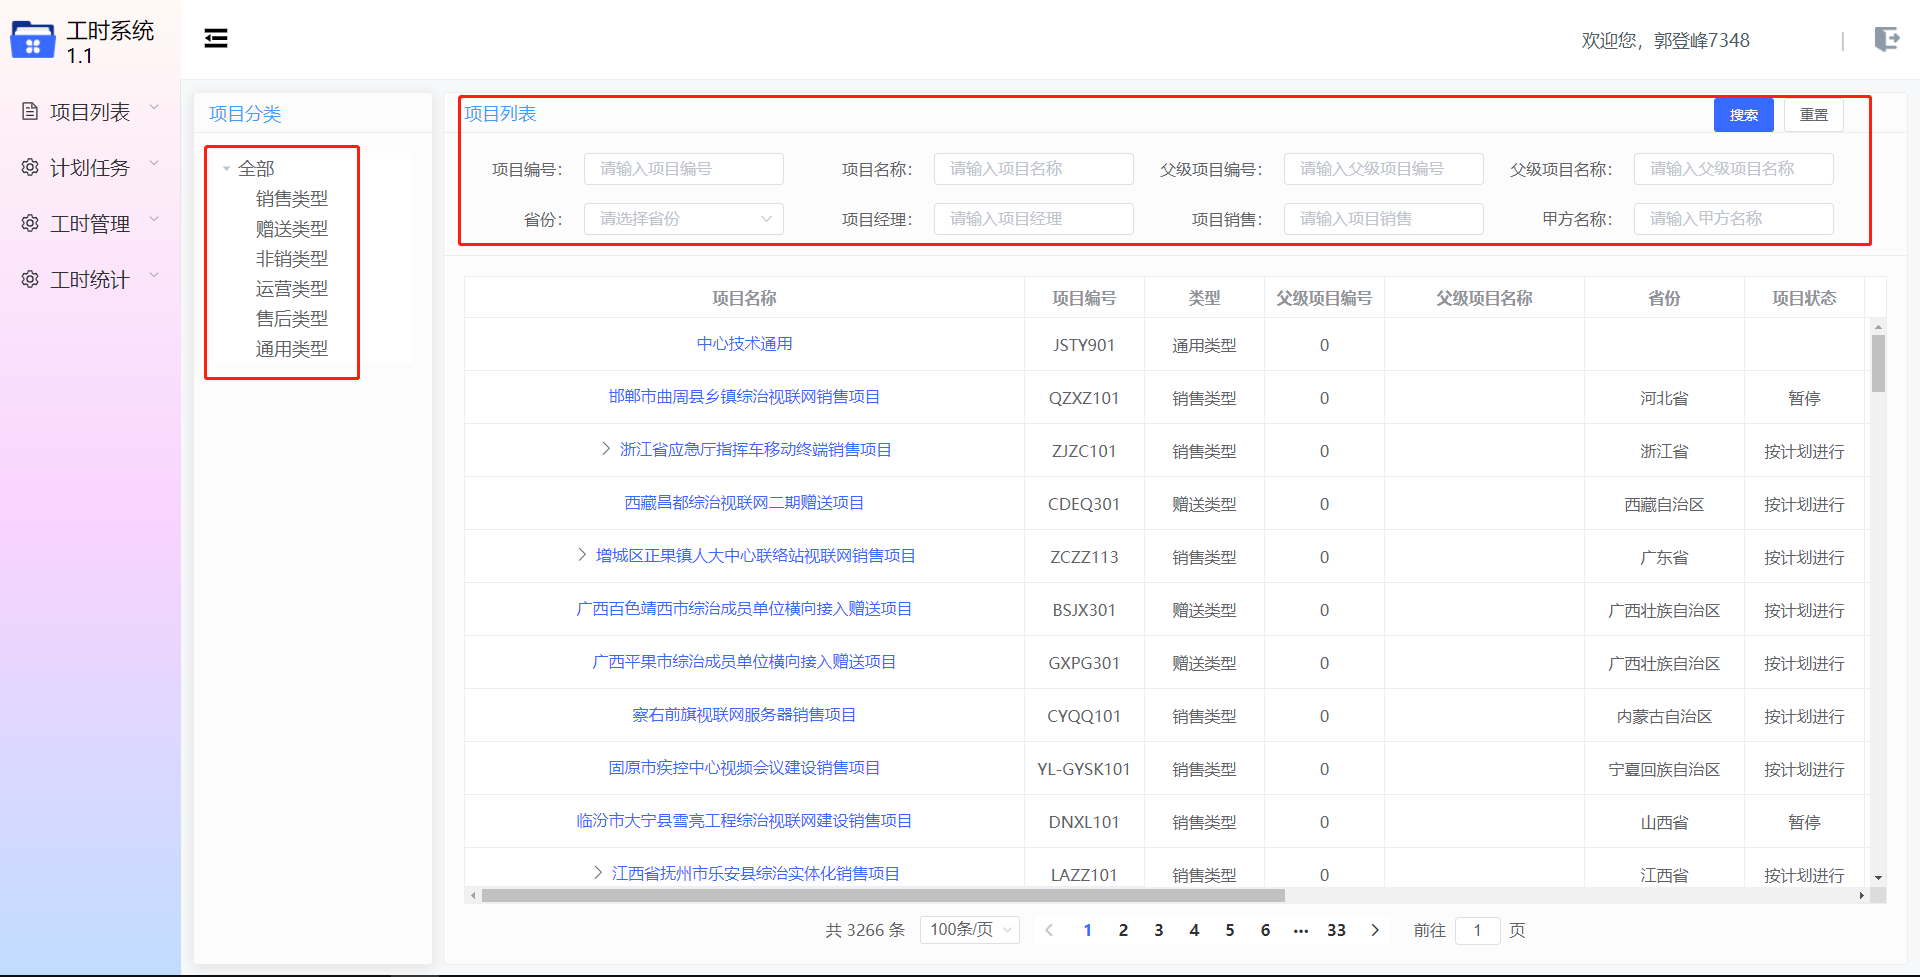 工时系统
1.1
欢迎您，郭登峰7348
项目列表
计划任务
工时管理
工时统计
项目分类
全部
销售类型
赠送类型
非销类型
运营类型
售后类型
通用类型
项目列表
搜索 重置
项目编号： 请输入项目编号 项目名称： 请输入项目名称 父级项目编号： 请输入父级项目编号 父级项目名称： 请输入父级项目名称
省份： 请选择省份 项目经理： 请输入项目经理 项目销售： 请输入项目销售 甲方名称： 请输入甲方名称
项目名称 项目编号 类型 父级项目编号 父级项目名称 省份 项目状态
中心技术通用 JSTY901 通用类型 0
邯郸市曲周县乡镇综治视联网销售项目 QZXZ101 销售类型 0 河北省 暂停
浙江省应急厅指挥车移动终端销售项目 ZJZC101 销售类型 0 浙江省 按计划进行
西藏昌都综治视联网二期赠送项目 CDEQ301 赠送类型 0 西藏自治区 按计划进行
增城区正果镇人大中心联络站视联网销售项目 ZCZZ113 销售类型 0 广东省 按计划进行
广西百色靖西市综治成员单位横向接入赠送项目 BSJX301 赠送类型 0 广西壮族自治区 按计划进行
广西平果市综治成员单位横向接入赠送项目 GXPG301 赠送类型 0 广西壮族自治区 按计划进行
察右前旗视联网服务器销售项目 CYQQ101 销售类型 0 内蒙古自治区 按计划进行
固原市疾控中心视频会议建设销售项目 YL-GYSK101 销售类型 0 宁夏回族自治区 按计划进行
临汾市大宁县雪亮工程综治视联网建设销售项目 DNXL101 销售类型 0 山西省 暂停
江西省抚州市乐安县综治实体化销售项目 LAZZ101 销售类型 0 江西省 按计划进行
共 3266 条 100条/页 1 2 3 4 5 6 ··· 33 前往 1 页